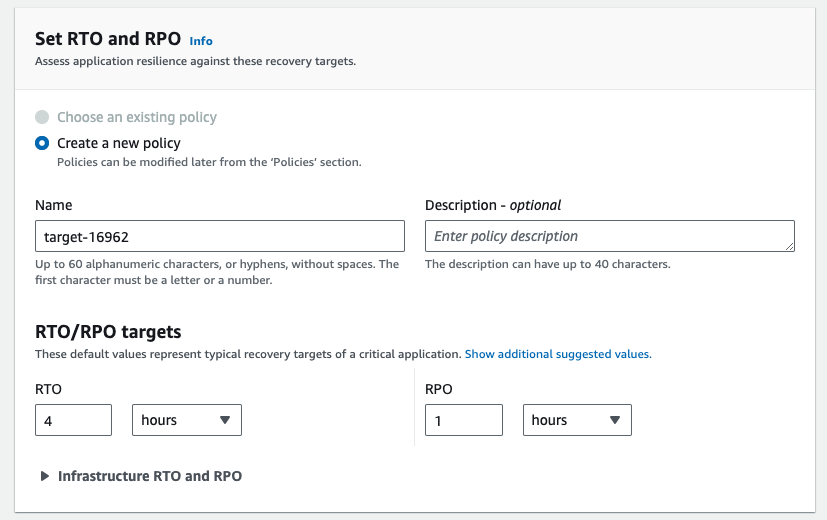 Set RTO and RPO Info
Assess application resilience against these recovery targets.
Choose an existing policy
Create a new policy
Policies can be modified later from the ‘Policies’ section.
Name
target-16962
Up to 60 alphanumeric characters, or hyphens, without spaces. The
first character must be a letter or a number.
Description - optional
Enter policy description
The description can have up to 40 characters.
RTO/RPO targets
These default values represent typical recovery targets of a critical application. Show additional suggested values.
RTO
4 hours
RPO
1 hours
Infrastructure RTO and RPO